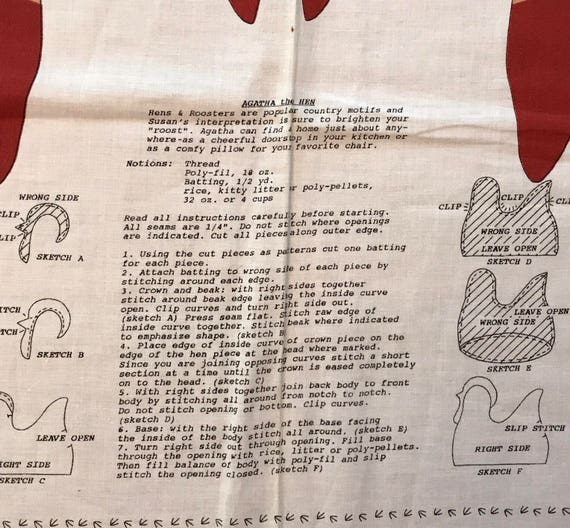 AGATHA the HEN
Hens & Roosters are popular country motifs and
Susan's interpretation is sure to brighten your
"roost". Agatha can find a home just about any-
where-as a cheerful doorstop in your kitchen or
as a comfy pillow for your favorite chair.
Notions: Thread
Poly-fil, 10 oz.
Batting, 1/2 yd.
rice, kitty litter or poly-pellets,
32 oz. or 4 cups
Read all instructions carefuly before starting.
All seams are 1/4". Do not stitch where openings
are indicated. Cut all pieces along outer edge.
1. Using the cut pieces as patterns cut one batting
for each piece.
2. Attach batting to wrong side of each piece by
stitching around each edge.
3. Crown and beak: with right sides together
stitch around beak edge leaving the inside curve
open. Clip curves and turn right side out.
(sketch A) Press seam flat. Stitch raw edge of
inside curve together. Stitch beak where indicated
to emphasise shape. (sketch B)
4. Place edge of inside curve of crown piece on the
edge of the hen piece at the head where marked.
Since you are joining opposing curves stitch a short
section at a time until the crown is eased completely
on to the head. (sketch C)
5. With right sides together join back body to front
body by stitching all around from notch to notch.
Do not stitch opening or bottom. Clip curves.
(sketch D)
6. Base: with the right side of the base facing
the inside of the body stitch all around. (sketch E)
7. Turn right side out through opening. Fill base
through the opening with rice, litter or poly-pellets.
Then fill balance of body with poly-fil and slip
stitch the opening closed. (sketch F)
WRONG SIDE
CLIP
CLIP
SKETCH A
TITCH
TCH
SKETCH B
LEAVE OPEN
RIGHT SIDE
SKETCH C
CLIP
CLIP
CLIP
WRONG SIDE
LEAVE OPEN
SKETCH D
LEAVE OPEN
WRONG SIDE
SKETCH E
SLIP STITCH
RIGHT SIDE
SKETCH F